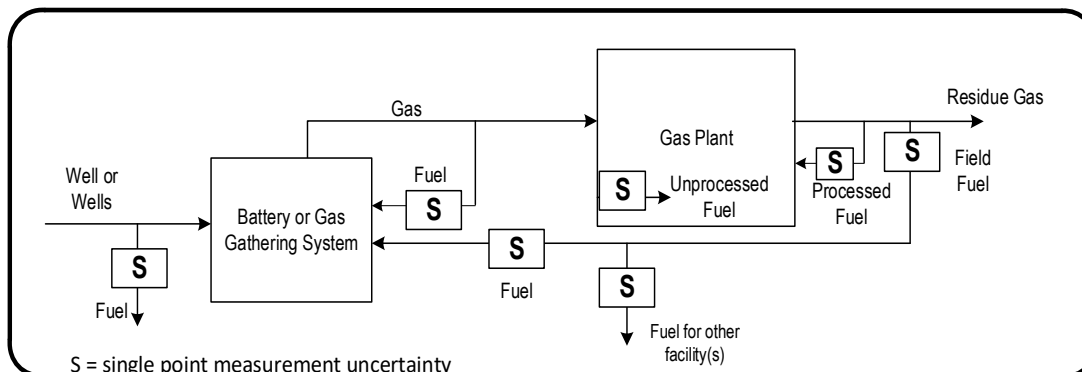 Residue Gas
Gas
Gas Plant
S
Field
Fuel
Fuel
S
S
Unprocessed
Fuel
S
Processed
Fuel
Well or
Wells
Battery or Gas
Gathering System
S
Fuel
S
Fuel
S
Fuel for other
facility(s)
S = single point measurement uncertainty